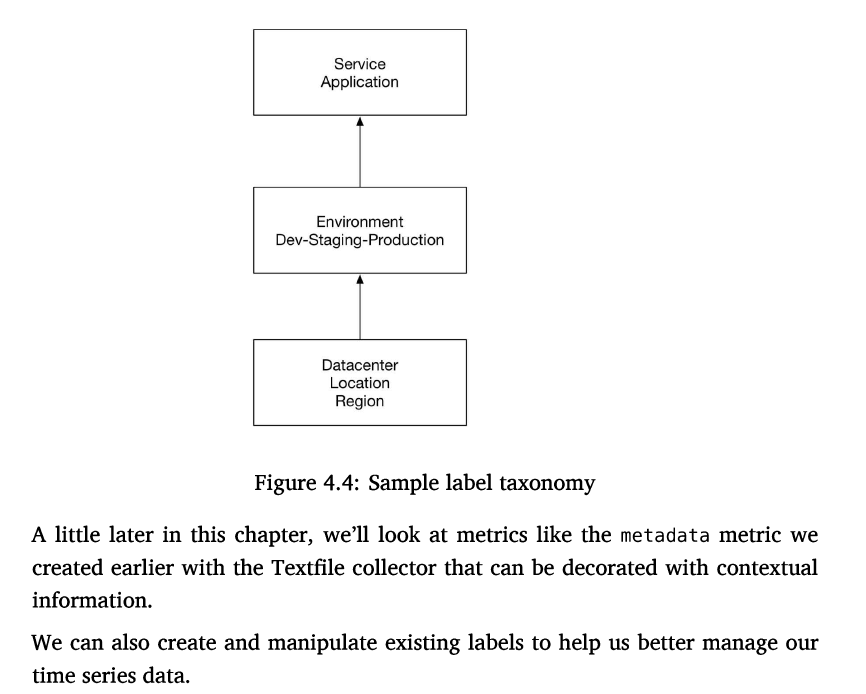 Service
Application
Environment
Dev-Staging-Production
Datacenter
Location
Region
Figure 4.4: Sample label taxonomy
A little later in this chapter, we’ll look at metrics like the metadata metric we
created earlier with the Textfile collector that can be decorated with contextual
information.
We can also create and manipulate existing labels to help us better manage our
time series data.